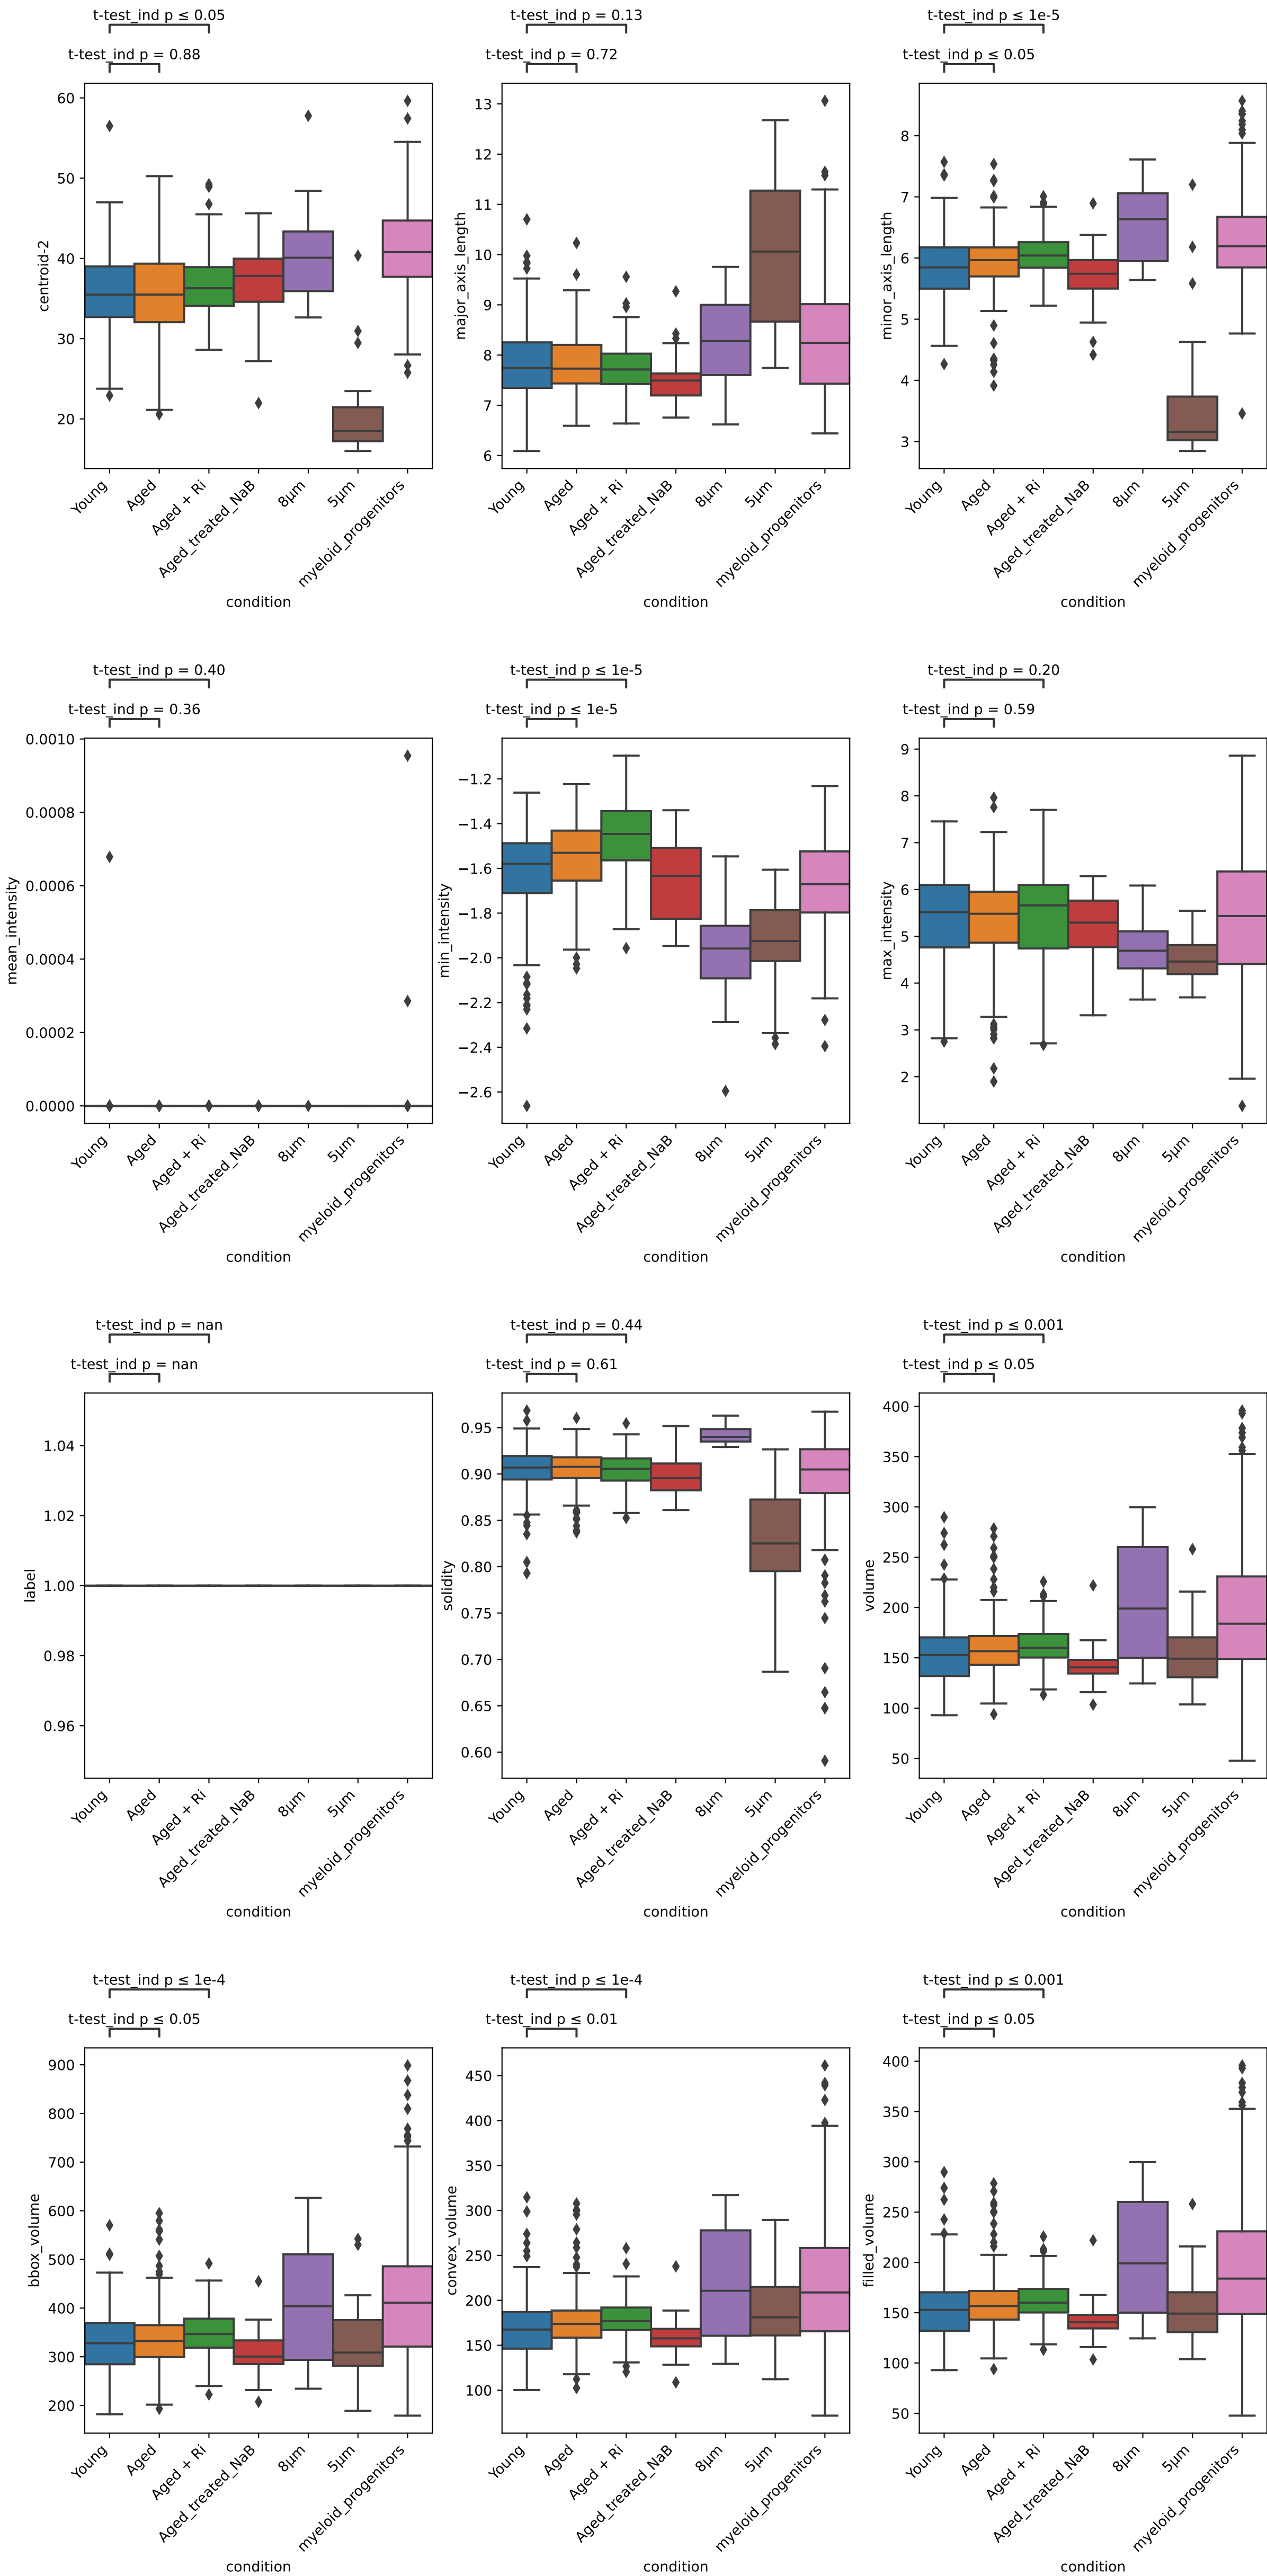 t-test_ind p ≤ 0.05
t-test_ind p = 0.88
60
50
40
30
20
centroid-2
Young
Aged
Aged + Ri
Aged_treated_NaB
8μm
5μm
myeloid_progenitors
condition
t-test_ind p = 0.13
t-test_ind p = 0.72
13
12
11
10
9
8
7
6
major_axis_length
Young
Aged
Aged + Ri
Aged_treated_NaB
8μm
5μm
myeloid_progenitors
condition
t-test_ind p ≤ 1e-5
t-test_ind p ≤ 0.05
8
7
6
5
4
3
minor_axis_length
Young
Aged
Aged + Ri
Aged_treated_NaB
8μm
5μm
myeloid_progenitors
condition
t-test_ind p = 0.40
t-test_ind p = 0.36
0.0010
0.0008
0.0006
0.0004
0.0002
0.0000
mean_intensity
Young
Aged
Aged + Ri
Aged_treated_NaB
8μm
5μm
myeloid_progenitors
condition
t-test_ind p ≤ 1e-5
t-test_ind p ≤ 1e-5
−1.2
−1.4
−1.6
−1.8
−2.0
−2.2
−2.4
−2.6
min_intensity
Young
Aged
Aged + Ri
Aged_treated_NaB
8μm
5μm
myeloid_progenitors
condition
t-test_ind p = 0.20
t-test_ind p = 0.59
9
8
7
6
5
4
3
2
max_intensity
Young
Aged
Aged + Ri
Aged_treated_NaB
8μm
5μm
myeloid_progenitors
condition
t-test_ind p = nan
t-test_ind p = nan
1.04
1.02
1.00
0.98
0.96
label
Young
Aged
Aged + Ri
Aged_treated_NaB
8μm
5μm
myeloid_progenitors
condition
t-test_ind p = 0.44
t-test_ind p = 0.61
0.95
0.90
0.85
0.80
0.75
0.70
0.65
0.60
solidity
Young
Aged
Aged + Ri
Aged_treated_NaB
8μm
5μm
myeloid_progenitors
condition
t-test_ind p ≤ 0.001
t-test_ind p ≤ 0.05
400
350
300
250
200
150
100
50
volume
Young
Aged
Aged + Ri
Aged_treated_NaB
8μm
5μm
myeloid_progenitors
condition
t-test_ind p ≤ 1e-4
t-test_ind p ≤ 0.05
900
800
700
600
500
400
300
200
bbox_volume
Young
Aged
Aged + Ri
Aged_treated_NaB
8μm
5μm
myeloid_progenitors
condition
t-test_ind p ≤ 1e-4
t-test_ind p ≤ 0.01
450
400
350
300
250
200
150
100
convex_volume
Young
Aged
Aged + Ri
Aged_treated_NaB
8μm
5μm
myeloid_progenitors
condition
t-test_ind p ≤ 0.001
t-test_ind p ≤ 0.05
400
350
300
250
200
150
100
50
filled_volume
Young
Aged
Aged + Ri
Aged_treated_NaB
8μm
5μm
myeloid_progenitors
condition